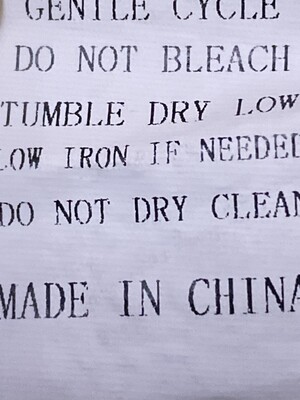 GENTLE CYCLE
DO NOT BLEACH
TUMBLE DRY LOW
LOW IRON IF NEEDED
DO NOT DRY CLEAN
MADE IN CHINA